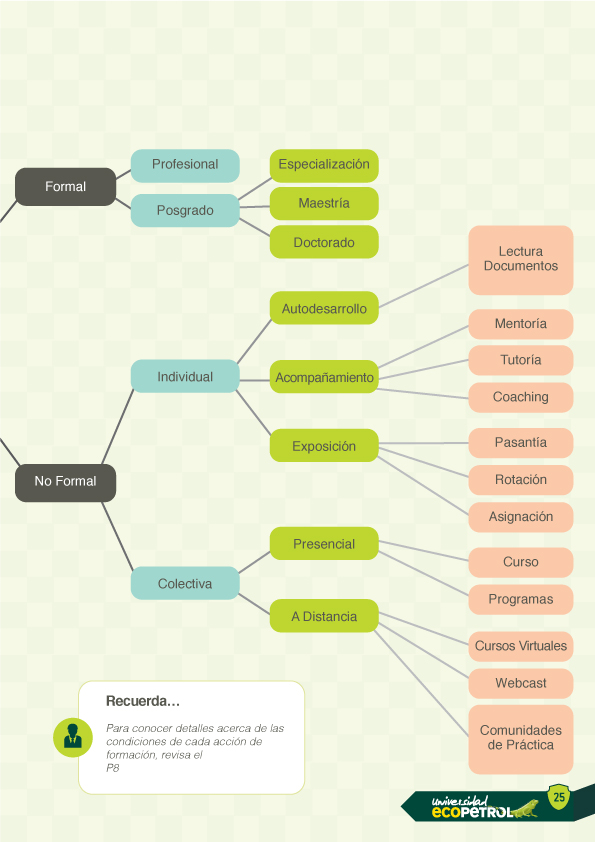 Formal
Profesional
Posgrado
Especialización
Maestría
Doctorado
No Formal
Individual
Autodesarrollo
Lectura
Documentos
Acompañamiento
Mentoría
Tutoría
Coaching
Exposición
Pasantía
Rotación
Asignación
Colectiva
Presencial
Curso
Programas
A Distancia
Cursos Virtuales
Webcast
Comunidades
de Práctica
Recuerda...
Para conocer detalles acerca de las
condiciones de cada acción de
formación, revisa el
P8
Universidad
ECOPETROL
25